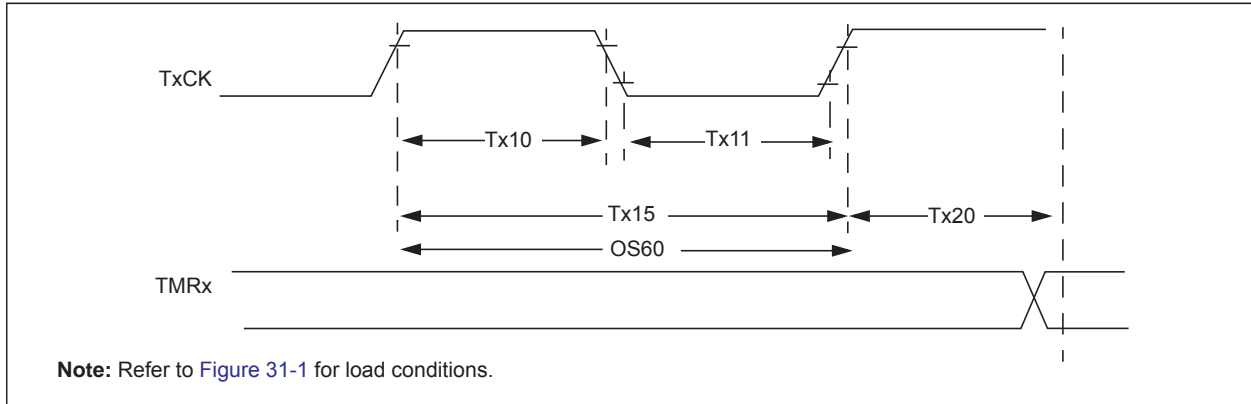 TxCK
Tx10
Tx11
Tx15
Tx20
OS60
TMRx
Note: Refer to Figure 31-1 for load conditions.